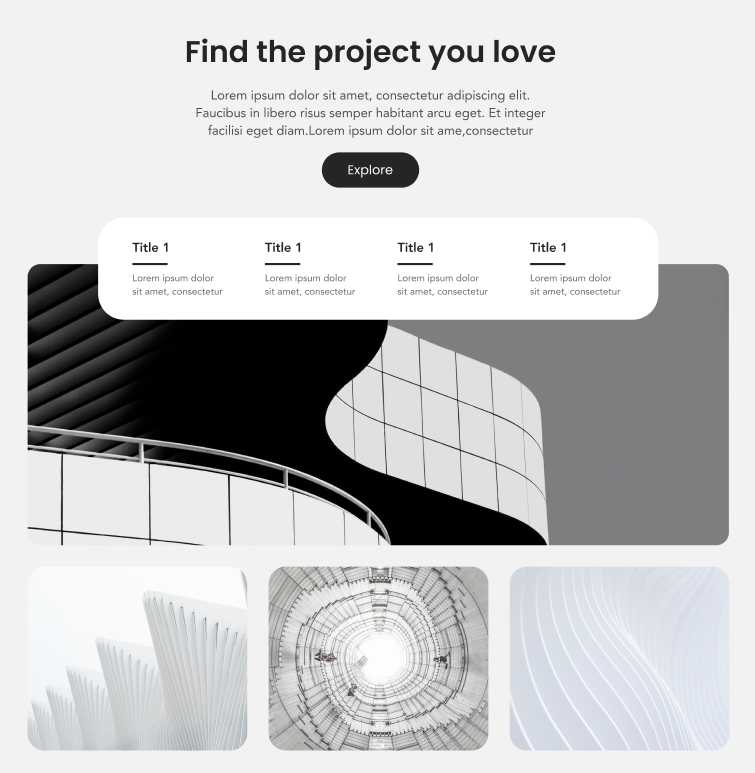 Find the project you love
Lorem ipsum dolor sit amet, consectetur adipiscing elit.
Faucibus in libero risus semper habitant arcu eget. Et integer
facilisi eget diam.Lorem ipsum dolor sit ame,consectetur
Explore
Title 1
Lorem ipsum dolor
sit amet, consectetur
Title 1
Lorem ipsum dolor
sit amet, consectetur
Title 1
Lorem ipsum dolor
sit amet, consectetur
Title 1
Lorem ipsum dolor
sit amet, consectetur